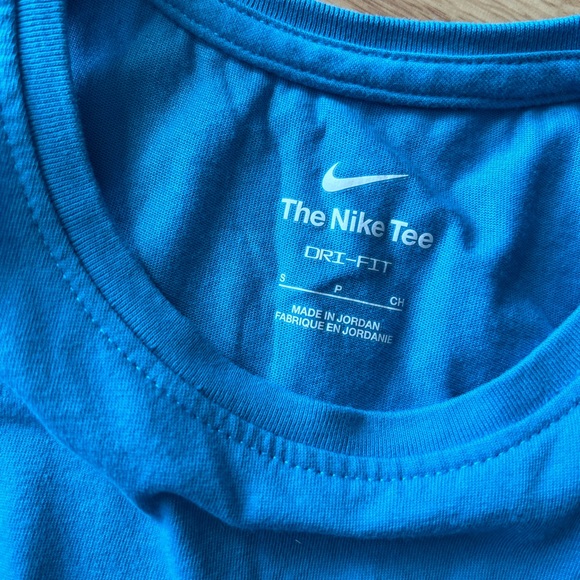 The Nike Tee
DRI-FIT
S P CH
MADE IN JORDAN
FABRIQUE EN JORDANIE